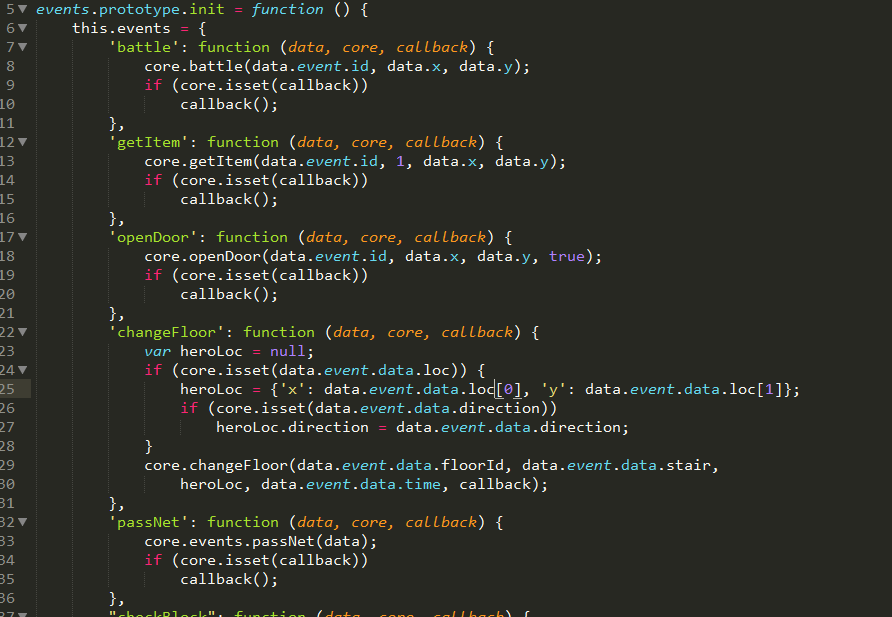 5 events.prototype.init = function () {
6 this.events = {
7 'battle': function (data, core, callback) {
8 core.battle(data.event.id, data.x, data.y);
9 if (core.isset(callback))
10 callback();
11 },
12 'getItem': function (data, core, callback) {
13 core.getItem(data.event.id, 1, data.x, data.y);
14 if (core.isset(callback))
15 callback();
16 },
17 'openDoor': function (data, core, callback) {
18 core.openDoor(data.event.id, data.x, data.y, true);
19 if (core.isset(callback))
20 callback();
21 },
22 'changeFloor': function (data, core, callback) {
23 var heroLoc = null;
24 if (core.isset(data.event.data.loc)) {
25 heroLoc = {'x': data.event.data.loc[0], 'y': data.event.data.loc[1]};
26 if (core.isset(data.event.data.direction))
27 heroLoc.direction = data.event.data.direction;
28 }
29 core.changeFloor(data.event.data.floorId, data.event.data.stair,
30 heroLoc, data.event.data.time, callback);
31 },
32 'passNet': function (data, core, callback) {
33 core.events.passNet(data);
34 if (core.isset(callback))
35 callback();
36 },
37 "checkBlock": function (data, core, callback) {